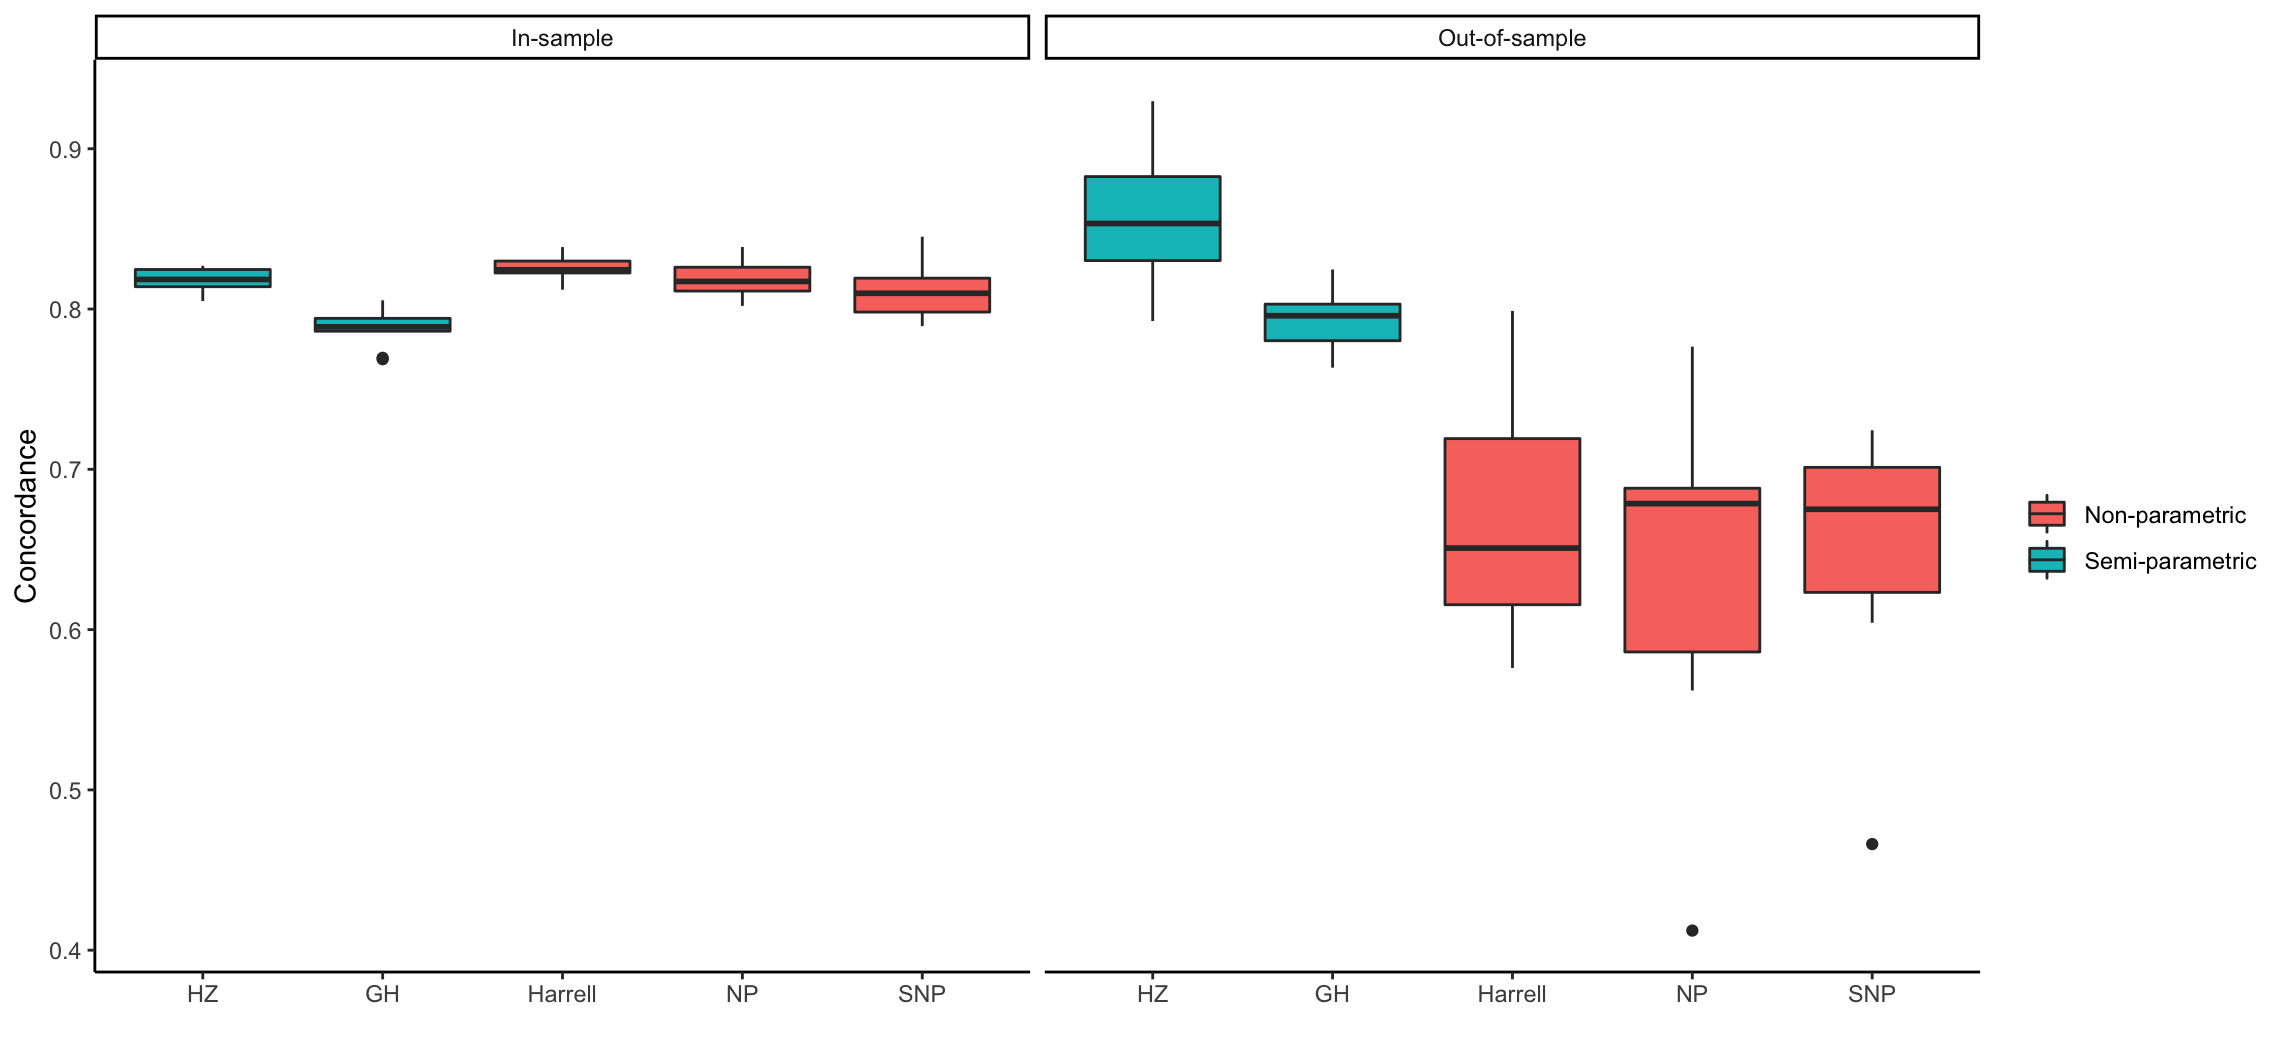 In-sample
Out-of-sample
Concordance
0.9
0.8
0.7
0.6
0.5
0.4
HZ GH Harrell NP SNP
HZ GH Harrell NP SNP
Non-parametric
Semi-parametric